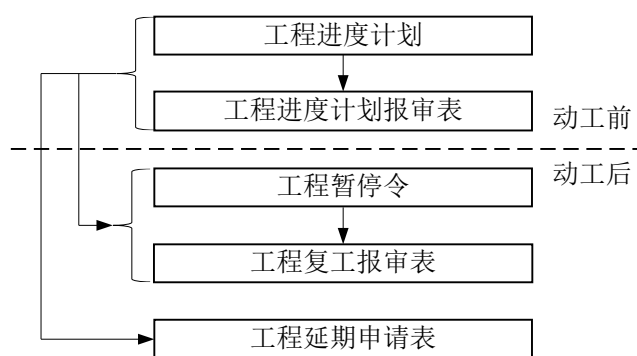 工程进度计划
工程进度计划报审表
动工前
动工后
工程暂停令
工程复工报审表
工程延期申请表